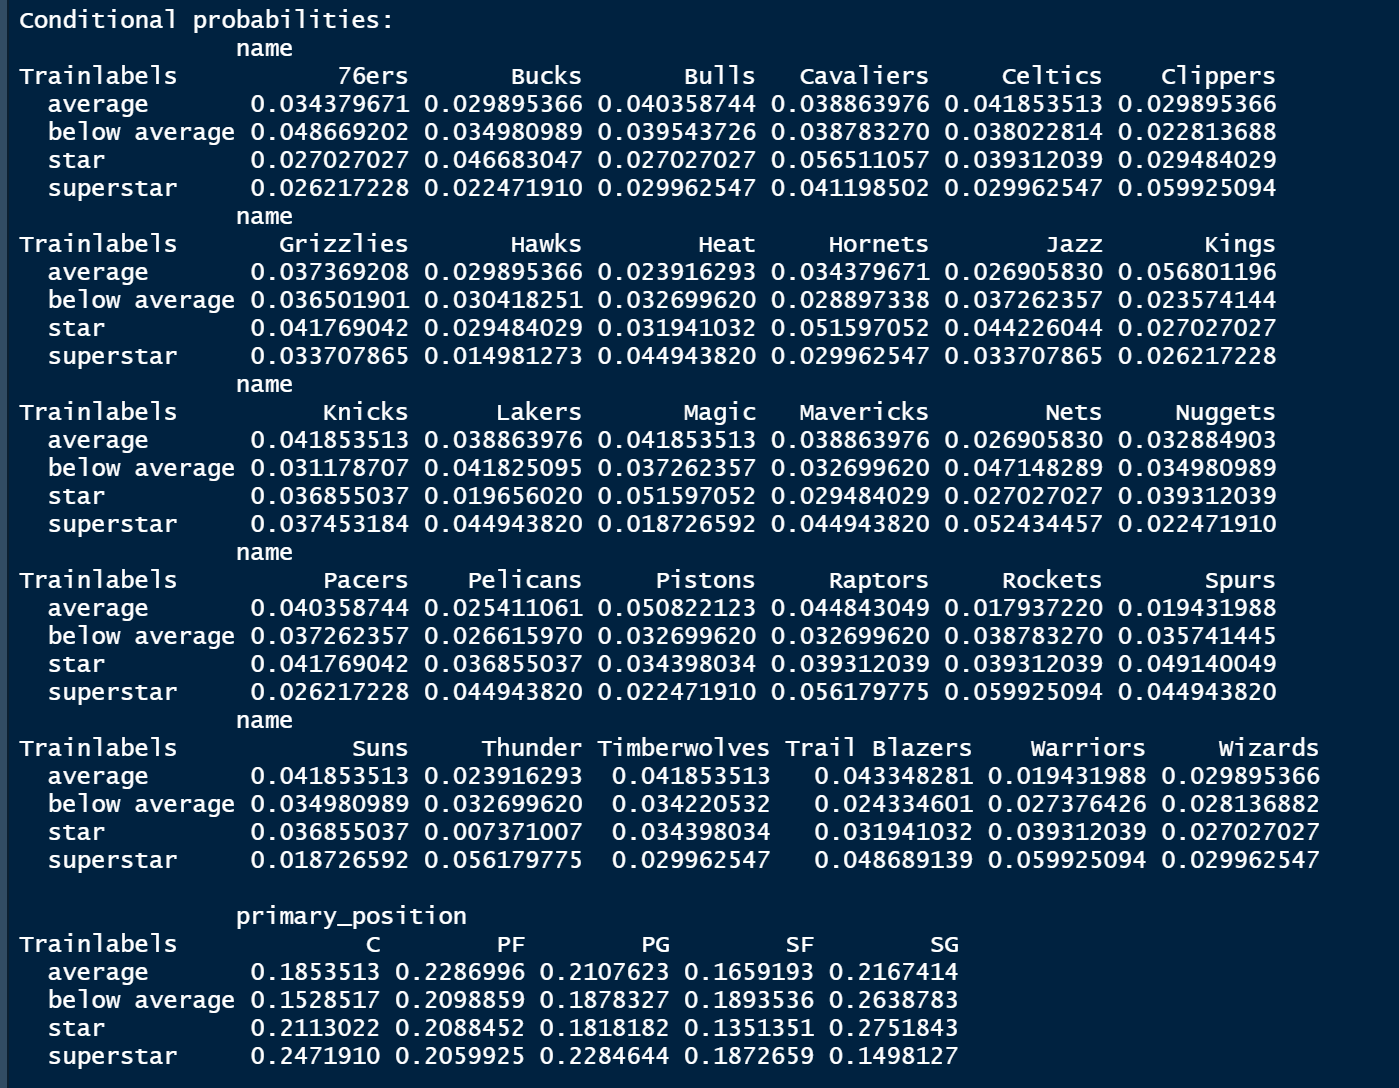 Conditional probabilities:
name
Trainlabels 76ers Bucks Bulls Cavaliers Celtics Clippers
average 0.034379671 0.029895366 0.040358744 0.038863976 0.041853513 0.029895366
below average 0.048669202 0.034980989 0.039543726 0.038783270 0.038022814 0.022813688
star 0.027027027 0.046683047 0.027027027 0.056511057 0.039312039 0.029484029
superstar 0.026217228 0.022471910 0.029962547 0.041198502 0.029962547 0.059925094
name
Trainlabels Grizzlies Hawks Heat Hornets Jazz Kings
average 0.037369208 0.029895366 0.023916293 0.034379671 0.026905830 0.056801196
below average 0.036501901 0.030418251 0.032699620 0.028897338 0.037262357 0.023574144
star 0.041769042 0.029484029 0.031941032 0.051597052 0.044226044 0.027027027
superstar 0.033707865 0.014981273 0.044943820 0.029962547 0.033707865 0.026217228
name
Trainlabels Knicks Lakers Magic Mavericks Nets Nuggets
average 0.041853513 0.038863976 0.041853513 0.038863976 0.026905830 0.032884903
below average 0.031178707 0.041825095 0.037262357 0.032699620 0.047148289 0.034980989
star 0.036855037 0.019656020 0.051597052 0.029484029 0.027027027 0.039312039
superstar 0.037453184 0.044943820 0.018726592 0.044943820 0.052434457 0.022471910
name
Trainlabels Pacers Pelicans Pistons Raptors Rockets Spurs
average 0.040358744 0.025411061 0.050822123 0.044843049 0.017937220 0.019431988
below average 0.037262357 0.026615970 0.032699620 0.032699620 0.038783270 0.035741445
star 0.041769042 0.036855037 0.034398034 0.039312039 0.039312039 0.049140049
superstar 0.026217228 0.044943820 0.022471910 0.056179775 0.059925094 0.044943820
name
Trainlabels Suns Thunder Timberwolves Trail Blazers Warriors Wizards
average 0.041853513 0.023916293 0.041853513 0.043348281 0.019431988 0.029895366
below average 0.034980989 0.032699620 0.034220532 0.024334601 0.027376426 0.028136882
star 0.036855037 0.007371007 0.034398034 0.031941032 0.039312039 0.027027027
superstar 0.018726592 0.056179775 0.029962547 0.048689139 0.059925094 0.029962547
primary_position
Trainlabels C PF PG SF SG
average 0.1853513 0.2286996 0.2107623 0.1659193 0.2167414
below average 0.1528517 0.2098859 0.1878327 0.1893536 0.2638783
star 0.2113022 0.2088452 0.1818182 0.1351351 0.2751843
superstar 0.2471910 0.2059925 0.2284644 0.1872659 0.1498127